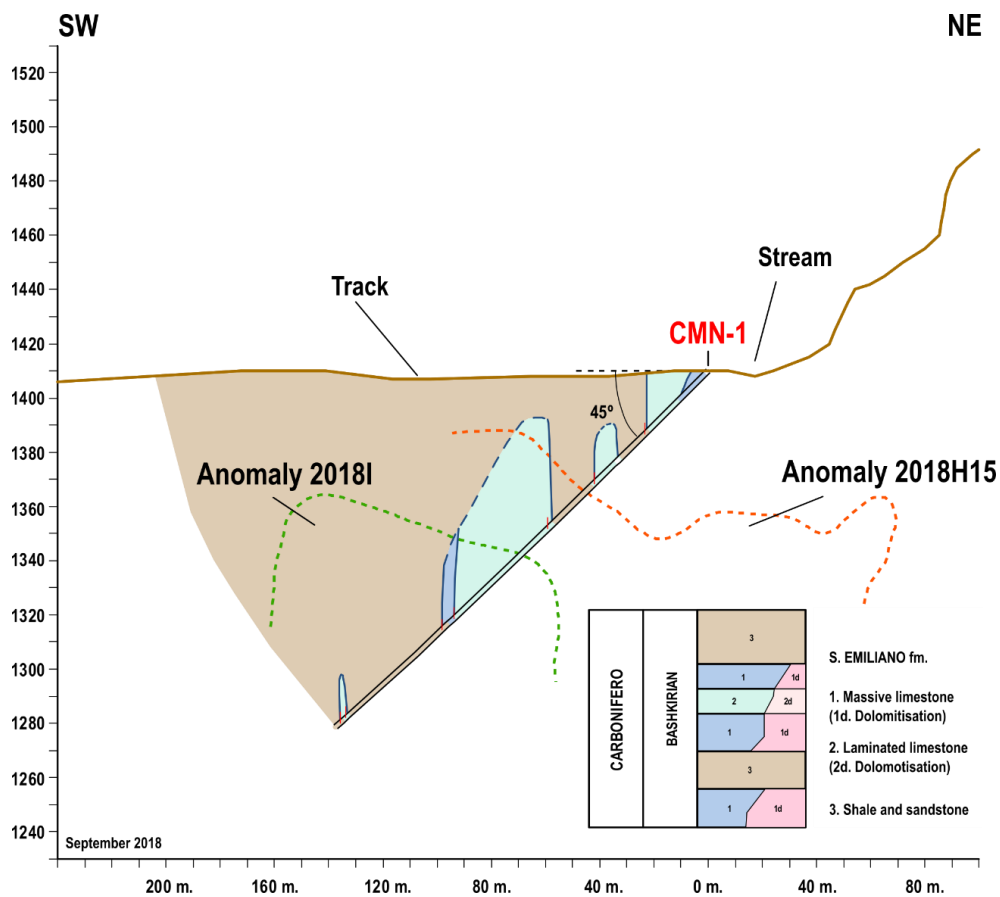 SW
NE
1520
1500
1480
1460
1440
1420
1400
1380
1360
1340
1320
1300
1280
1260
1240
Track
Stream
CMN-1
45º
Anomaly 2018I
Anomaly 2018H15
CARBONIFERO
BASHKIRIAN
3
1
1d
2
2d
1
1d
3
1
1d
S. EMILIANO fm.
1. Massive limestone
(1d. Dolomitisation)
2. Laminated limestone
(2d. Dolomotisation)
3. Shale and sandstone
September 2018
200 m.
160 m.
120 m.
80 m.
40 m.
0 m.
40 m.
80 m.